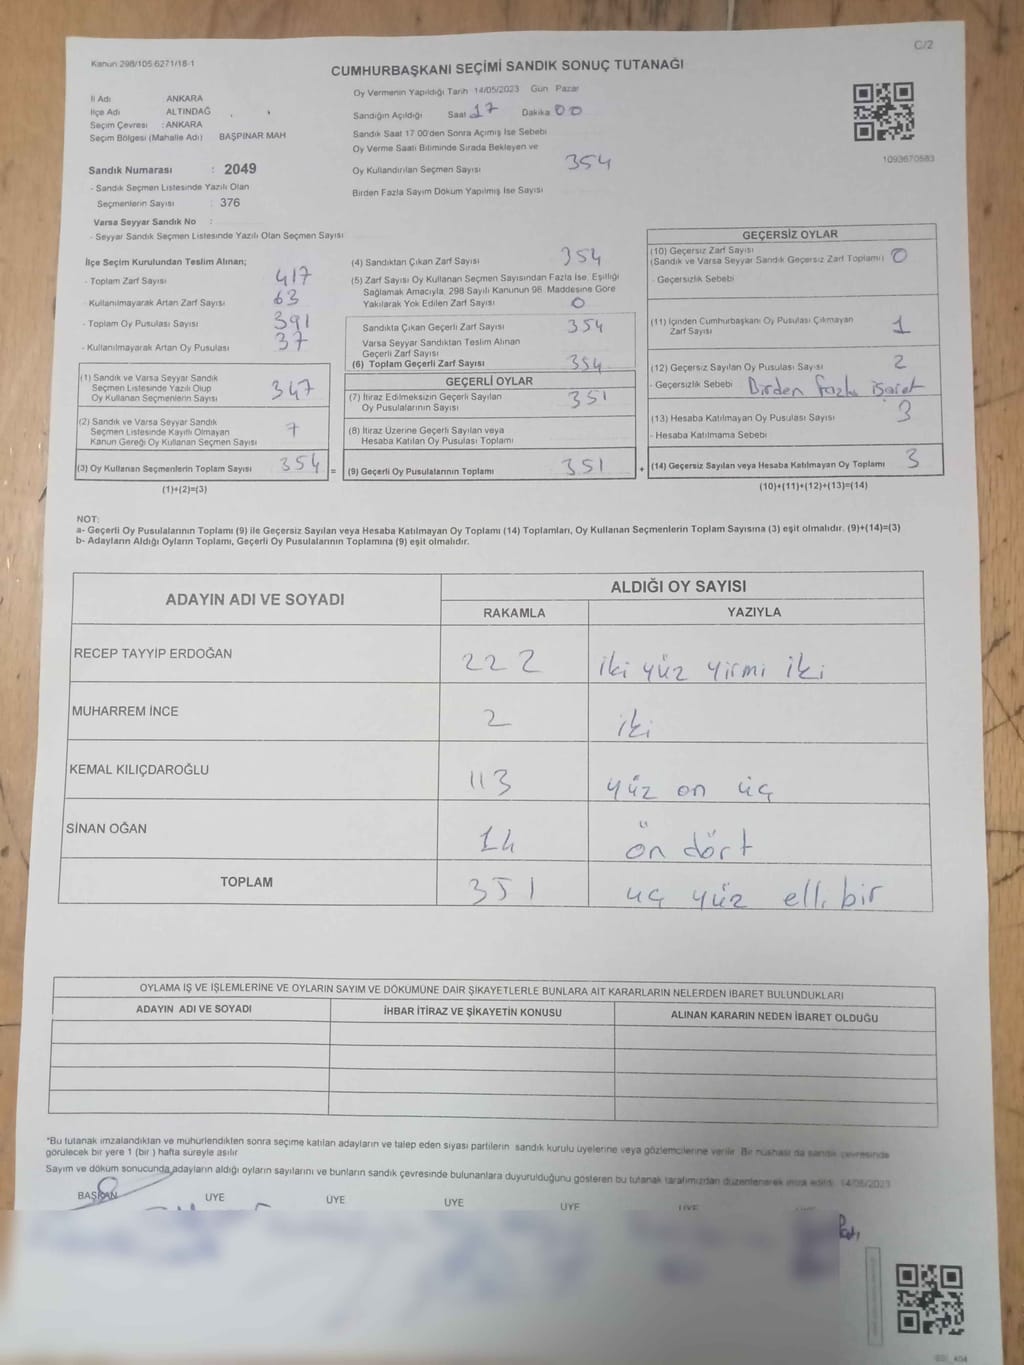 C/2
Kanun 298/105 6271/18-1
CUMHURBAŞKANI SEÇİMİ SANDIK SONUÇ TUTANAĞI
İl Adı ANKARA
İlçe Adı ALTINDAĞ
Seçim Çevresi : ANKARA
Seçim Bölgesi (Mahalle Adı) BAŞPINAR MAH
Sandık Numarası : 2049
- Sandık Seçmen Listesinde Yazılı Olan
Seçmenlerin Sayısı : 376
Varsa Seyyar Sandık No :
- Seyyar Sandık Seçmen Listesinde Yazılı Olan Seçmen Sayısı
Oy Vermenin Yapıldığı Tarih 14/05/2023 Gün Pazar
Sandığın Açıldığı Saat 17 Dakika 00
Sandık Saat 17 00'den Sonra Açılmış İse Sebebi
Oy Verme Saati Bitiminde Sırada Bekleyen ve
Oy Kullandırılan Seçmen Sayısı 354
Birden Fazla Sayım Döküm Yapılmış İse Sayısı
1093670583
İlçe Seçim Kurulundan Teslim Alınan;
- Toplam Zarf Sayısı 417
- Kullanılmayarak Artan Zarf Sayısı 63
- Toplam Oy Pusulası Sayısı 391
- Kullanılmayarak Artan Oy Pusulası 37
(1) Sandık ve Varsa Seyyar Sandık
Seçmen Listesinde Yazılı Olup
Oy Kullanan Seçmenlerin Sayısı 347
(2) Sandık ve Varsa Seyyar Sandık
Seçmen Listesinde Kayıtlı Olmayan
Kanun Gereği Oy Kullanan Seçmen Sayısı 7
(3) Oy Kullanan Seçmenlerin Toplam Sayısı 354 =
(1)+(2)=(3)
(4) Sandıktan Çıkan Zarf Sayısı 354
(5) Zarf Sayısı Oy Kullanan Seçmen Sayısından Fazla İse, Eşitliği
Sağlamak Amacıyla, 298 Sayılı Kanunun 98. Maddesine Göre
Yakılarak Yok Edilen Zarf Sayısı 0
Sandıkta Çıkan Geçerli Zarf Sayısı 354
Varsa Seyyar Sandıktan Teslim Alınan
Geçerli Zarf Sayısı
(6) Toplam Geçerli Zarf Sayısı 354
GEÇERLİ OYLAR
(7) İtiraz Edilmeksizin Geçerli Sayılan
Oy Pusulalarının Sayısı 351
(8) İtiraz Üzerine Geçerli Sayılan veya
Hesaba Katılan Oy Pusulası Toplamı
(9) Geçerli Oy Pusulalarının Toplamı 351 +
GEÇERSİZ OYLAR
(10) Geçersiz Zarf Sayısı
(Sandık ve Varsa Seyyar Sandık Geçersiz Zarf Toplamı) 0
- Geçersizlik Sebebi
(11) İçinden Cumhurbaşkanı Oy Pusulası Çıkmayan
Zarf Sayısı 1
(12) Geçersiz Sayılan Oy Pusulası Sayısı 2
- Geçersizlik Sebebi Birden fazla işaret
(13) Hesaba Katılmayan Oy Pusulası Sayısı 3
- Hesaba Katılmama Sebebi
(14) Geçersiz Sayılan veya Hesaba Katılmayan Oy Toplamı 3
(10)+(11)+(12)+(13)=(14)
NOT:
a- Geçerli Oy Pusulalarının Toplamı (9) ile Geçersiz Sayılan veya Hesaba Katılmayan Oy Toplamı (14) Toplamları, Oy Kullanan Seçmenlerin Toplam Sayısına (3) eşit olmalıdır. (9)+(14)=(3)
b- Adayların Aldığı Oyların Toplamı, Geçerli Oy Pusulalarının Toplamına (9) eşit olmalıdır.
ADAYIN ADI VE SOYADI
ALDIĞI OY SAYISI
RAKAMLA YAZIYLA
RECEP TAYYİP ERDOĞAN 222 iki yüz yirmi iki
MUHARREM İNCE 2 iki
KEMAL KILIÇDAROĞLU 113 yüz on üç
SİNAN OĞAN 14 ön dört
TOPLAM 351 uç yüz elli bir
OYLAMA İŞ VE İŞLEMLERİNE VE OYLARIN SAYIM VE DÖKÜMÜNE DAİR ŞİKAYETLERLE BUNLARA AİT KARARLARIN NELERDEN İBARET BULUNDUKLARI
ADAYIN ADI VE SOYADI İHBAR İTİRAZ VE ŞİKAYETİN KONUSU ALINAN KARARIN NEDEN İBARET OLDUĞU
*Bu tutanak imzalandıktan ve mühürlendikten sonra seçime katılan adayların ve talep eden siyasi partilerin sandık kurulu üyelerine veya gözlemcilerine verilir. Bir nüshası da sandık çevresinde
görülecek bir yere 1 (bir ) hafta süreyle asılır
Sayım ve döküm sonucunda adayların aldığı oyların sayılarını ve bunların sandık çevresinde bulunanlara duyurulduğunu gösteren bu tutanak tarafımızdan düzenlenerek imza edildi. 14/05/2023
BAŞKAN ÜYE ÜYE ÜYE ÜYE ÜYE